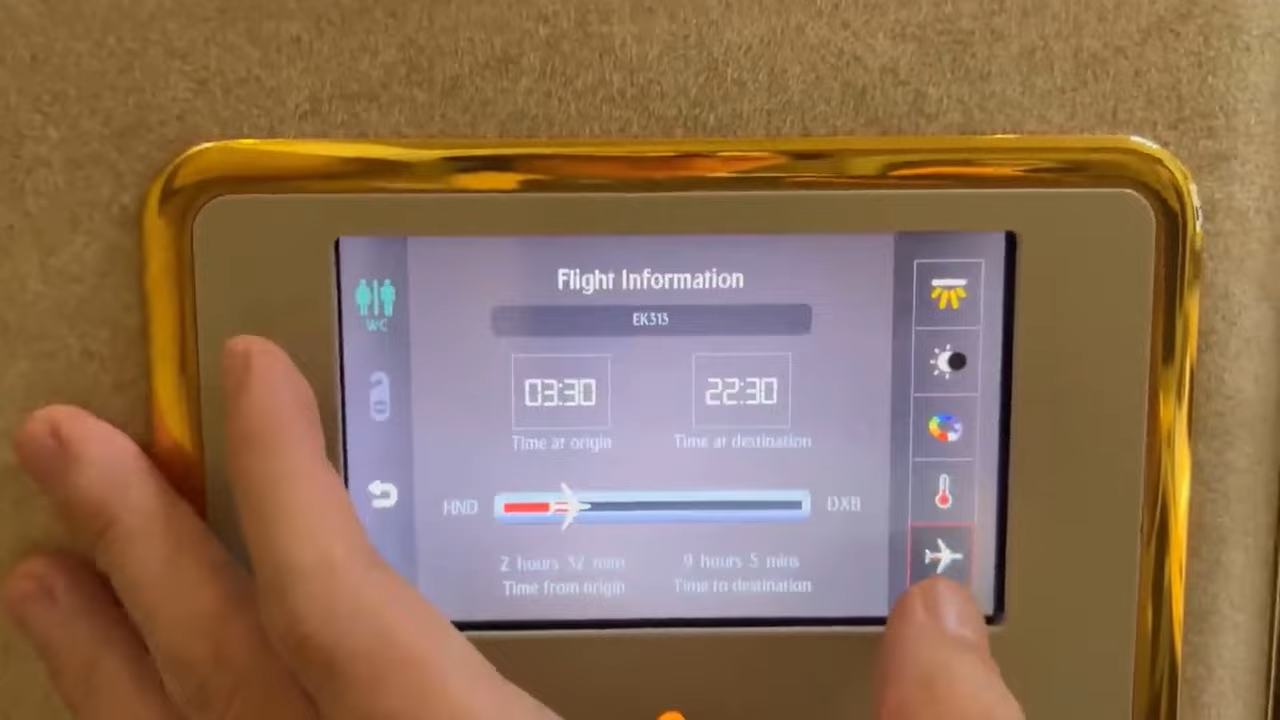 Flight Information
WC
EK313
03:30
22:30
Time at origin
Time at destination
HND
DXB
2 hours 32 mins
9 hours 5 mins
Time from origin
Time to destination